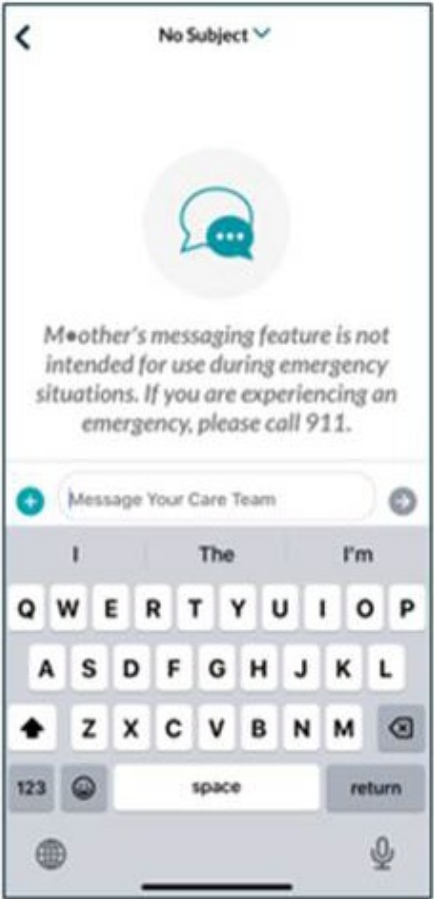 No Subject
M●other's messaging feature is not
intended for use during emergency
situations. If you are experiencing an
emergency, please call 911.
Message Your Care Team
I The I'm
Q W E R T Y U I O P
A S D F G H J K L
Z X C V B N M
123 space return